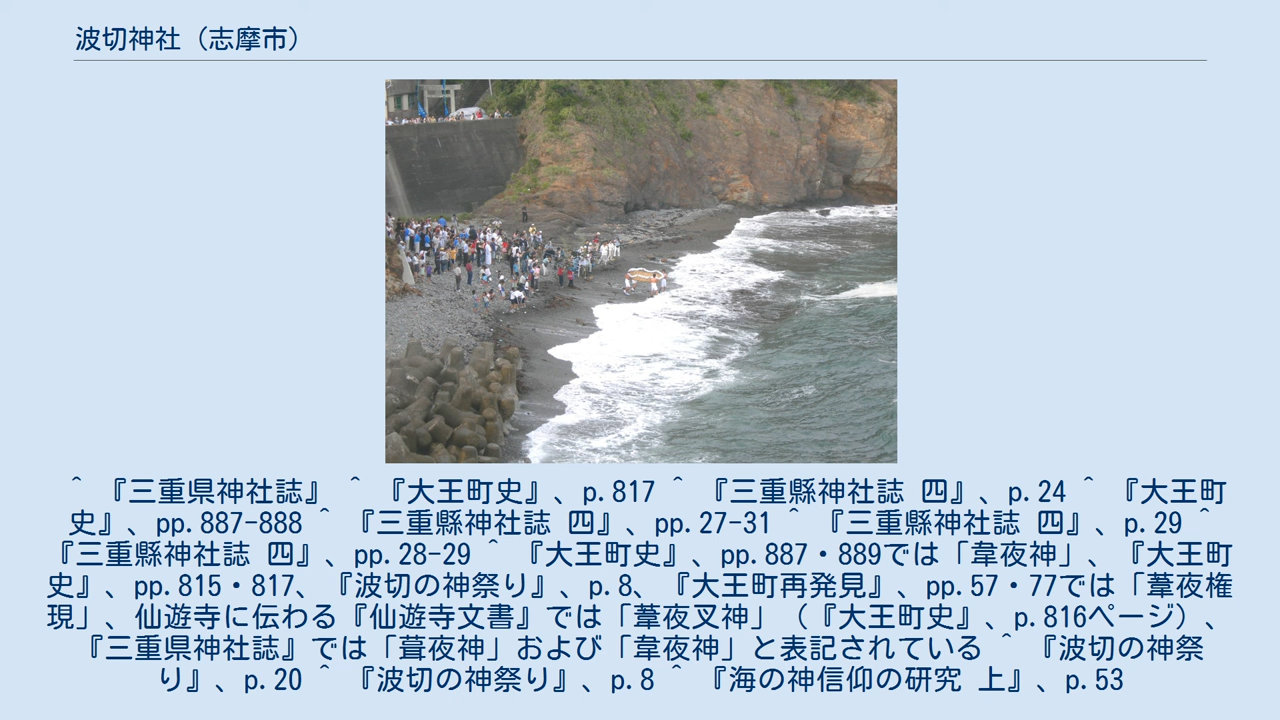 波切神社（志摩市）
^ 『三重県神社誌』 ^ 『大王町史』、p.817 ^ 『三重縣神社誌 四』、p.24 ^ 『大王町
史』、pp.887-888 ^ 『三重縣神社誌 四』、pp.27-31 ^ 『三重縣神社誌 四』、p.29 ^
『三重縣神社誌 四』、pp.28-29 ^ 『大王町史』、pp.887・889では「韋夜神」、『大王町
史』、pp.815・817、『波切の神祭り』、p.8、『大王町再発見』、pp.57・77では「葦夜権
現」、仙遊寺に伝わる『仙遊寺文書』では「葦夜叉神」（『大王町史』、p.816ページ）、
『三重県神社誌』では「葺夜神」および「韋夜神」と表記されている ^ 『波切の神祭
り』、p.20 ^ 『波切の神祭り』、p.8 ^ 『海の神信仰の研究 上』、p.53